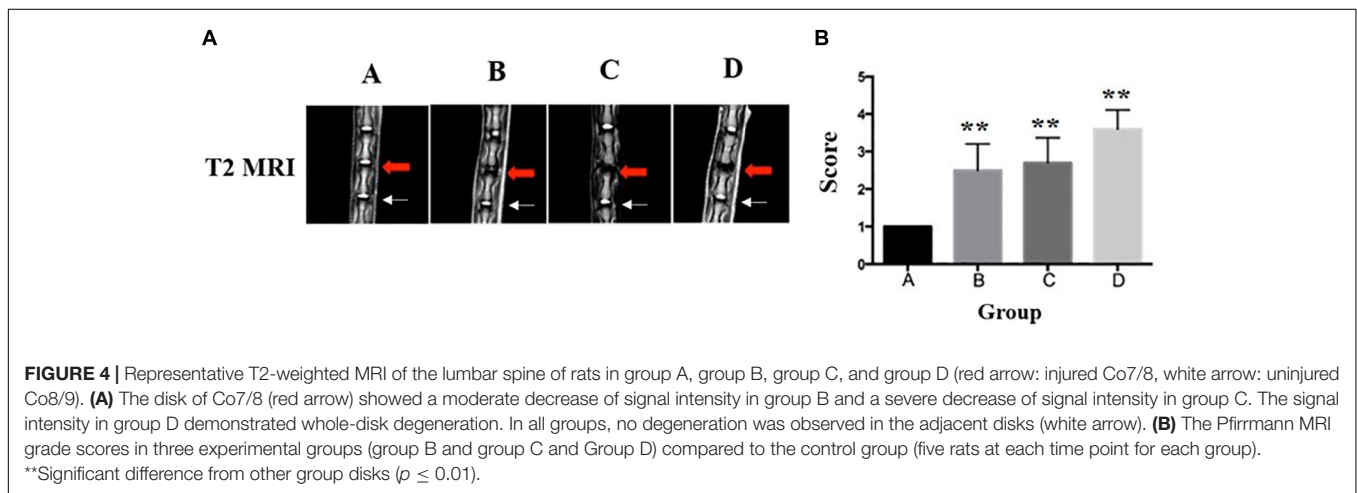 A
B
A B C D
T2 MRI
5
4
3
2
1
0
Score
** ** **
A B C D
Group
FIGURE 4 | Representative T2-weighted MRI of the lumbar spine of rats in group A, group B, group C, and group D (red arrow: injured Co7/8, white arrow: uninjured
Co8/9). (A) The disk of Co7/8 (red arrow) showed a moderate decrease of signal intensity in group B and a severe decrease of signal intensity in group C. The signal
intensity in group D demonstrated whole-disk degeneration. In all groups, no degeneration was observed in the adjacent disks (white arrow). (B) The Pfirrmann MRI
grade scores in three experimental groups (group B and group C and Group D) compared to the control group (five rats at each time point for each group).
**Significant difference from other group disks (p ≤ 0.01).